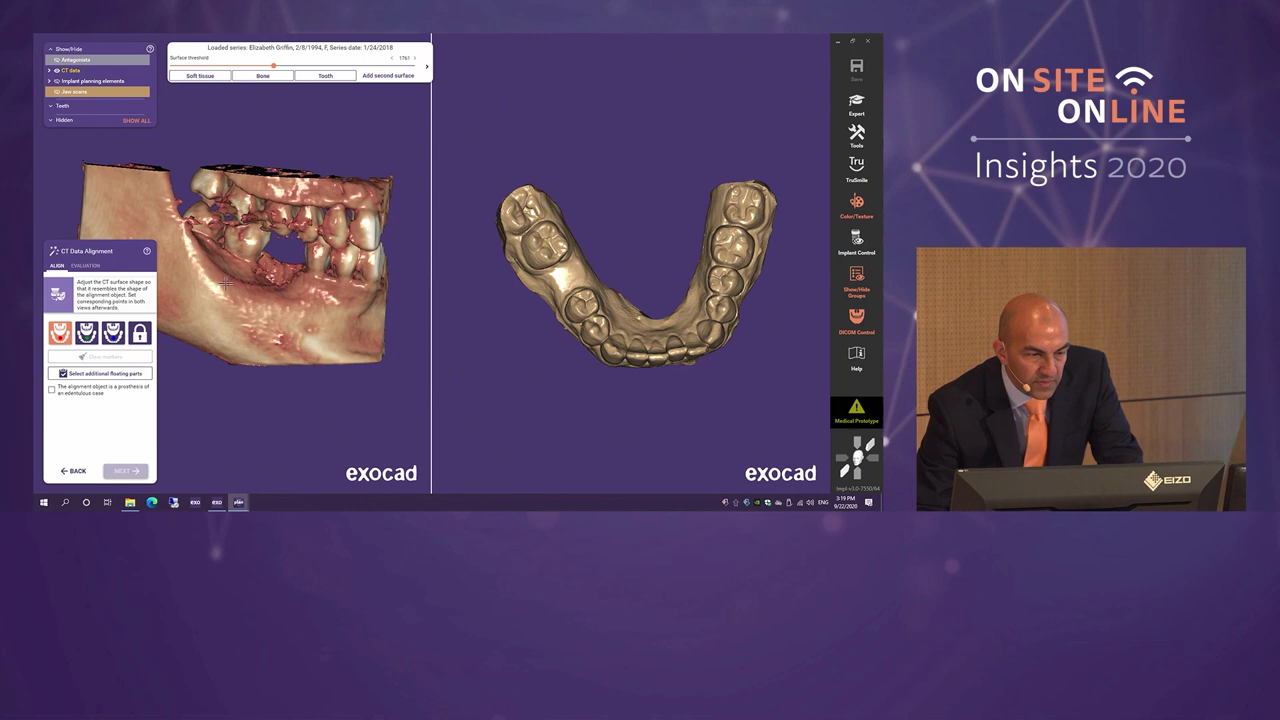 Show/Hide
Antagonists
CT data
Implant planning elements
Jaw scans
Teeth
Hidden
SHOW ALL
Loaded series: Elizabeth Griffin, 2/8/1994, F, Series date: 1/24/2018
Surface threshold
1761
Soft tissue
Bone
Tooth
Add second surface
CT Data Alignment
ALIGN
EVALUATION
Adjust the CT surface shape so
that it resembles the shape of
the alignment object. Set
corresponding points in both
views afterwards.
Clear markers
Select additional floating parts
The alignment object is a prosthesis of
an edentulous case
BACK
NEXT
exocad
exocad
Save
Expert
Tools
Tru
TruSmile
Color/Texture
Implant Control
Show/Hide
Groups
DICOM Control
Help
Medical Prototype
exo
exo
plan
ENG
3:19 PM
9/22/2020
ON SITE
ONLINE
Insights 2020
EIZO